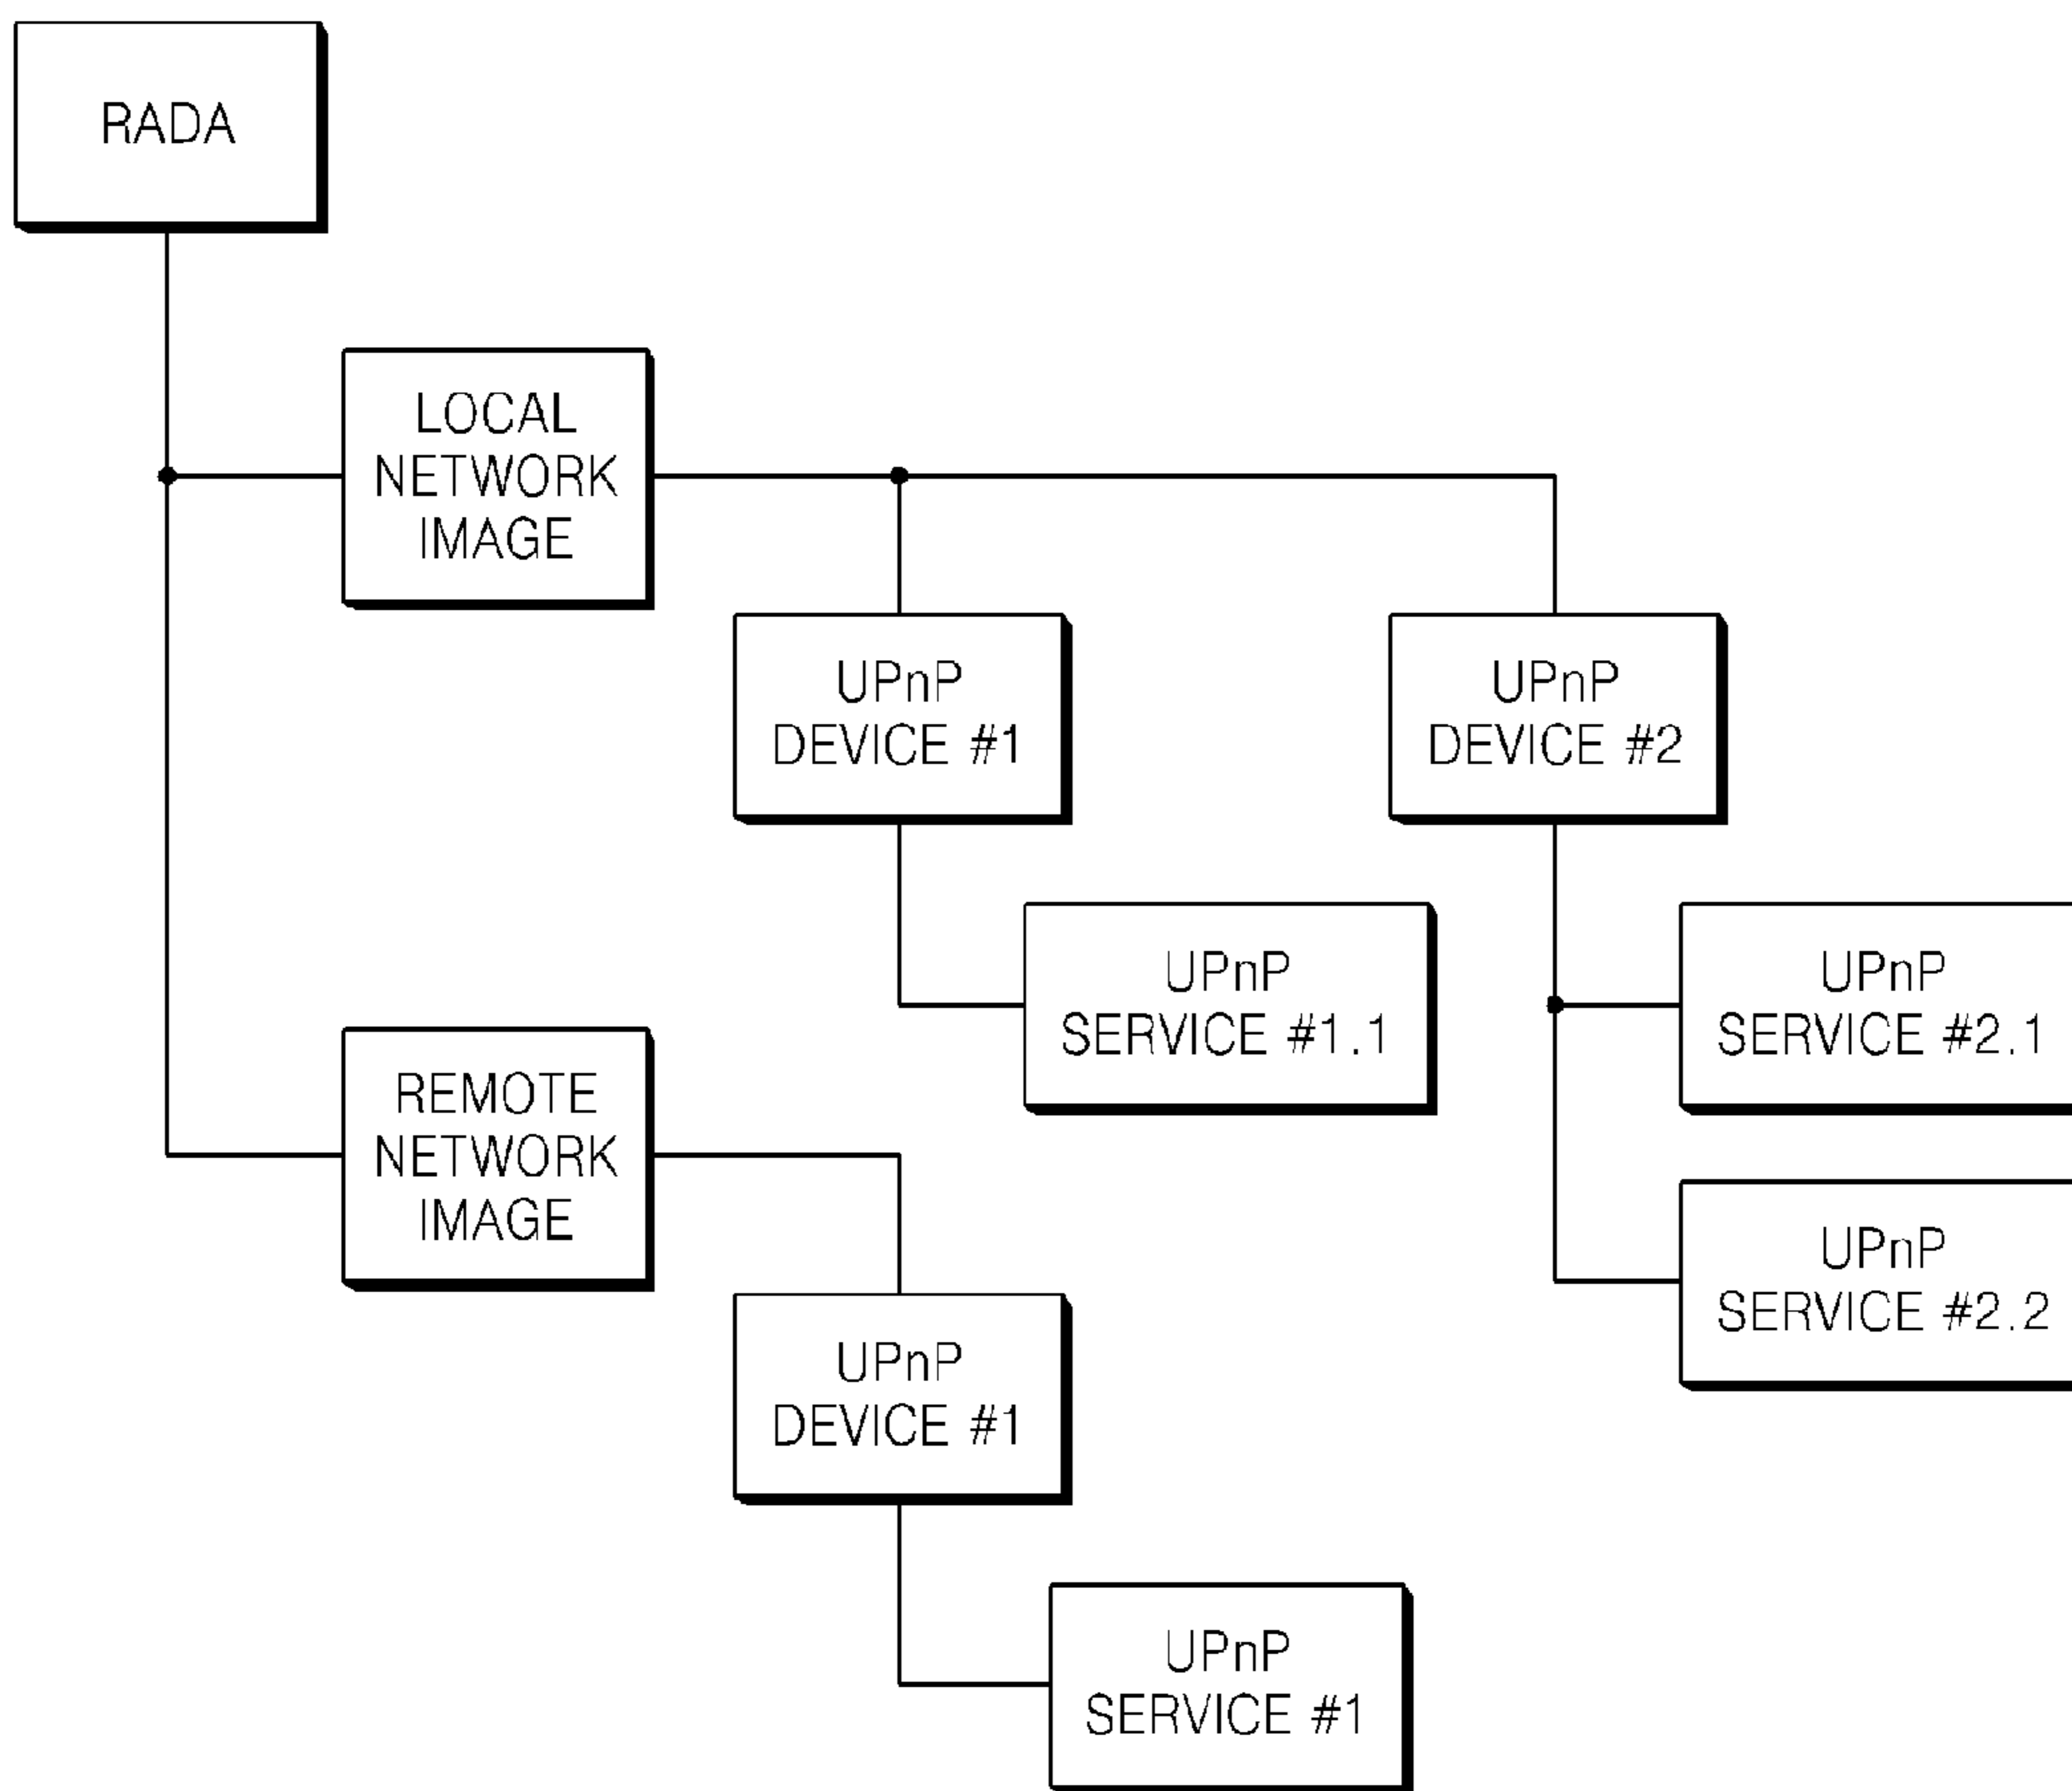 RADA
LOCAL
NETWORK
IMAGE
UPnP
DEVICE #1
UPnP
DEVICE #2
UPnP
SERVICE #1.1
UPnP
SERVICE #2.1
REMOTE
NETWORK
IMAGE
UPnP
SERVICE #2.2
UPnP
DEVICE #1
UPnP
SERVICE #1